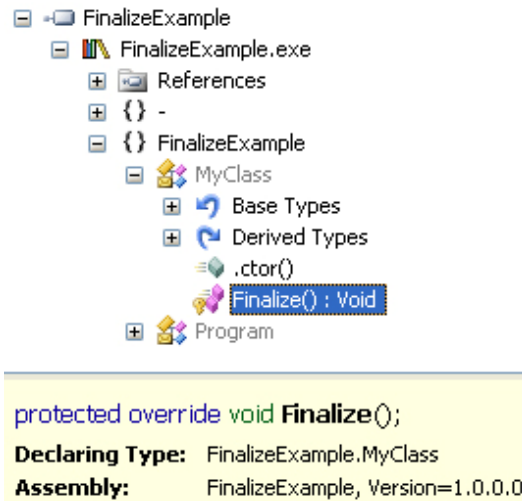 FinalizeExample
FinalizeExample.exe
References
{} -
{} FinalizeExample
MyClass
Base Types
Derived Types
.ctor()
Finalize() : Void
Program
protected override void Finalize();
Declaring Type: FinalizeExample.MyClass
Assembly: FinalizeExample, Version=1.0.0.0